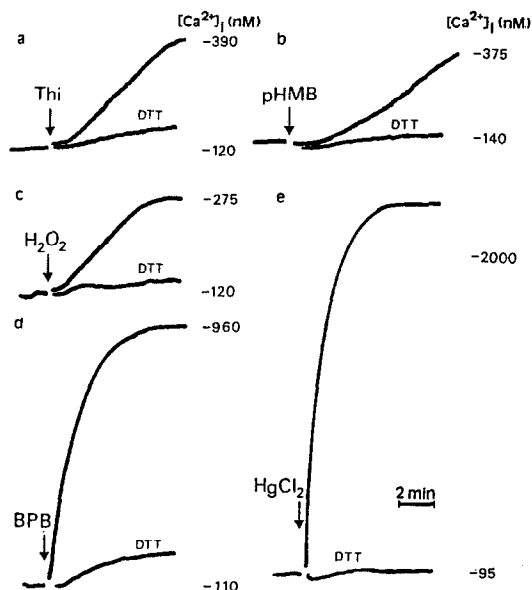 [Ca²⁺]ᵢ (nM)
[Ca²⁺]ᵢ (nM)
a
-390
Thi
DTT
-120
b
-375
pHMB
DTT
-140
c
-275
H₂O₂
DTT
-120
d
-960
BPB
DTT
-110
e
-2000
HgCl₂
2 min
DTT
-95